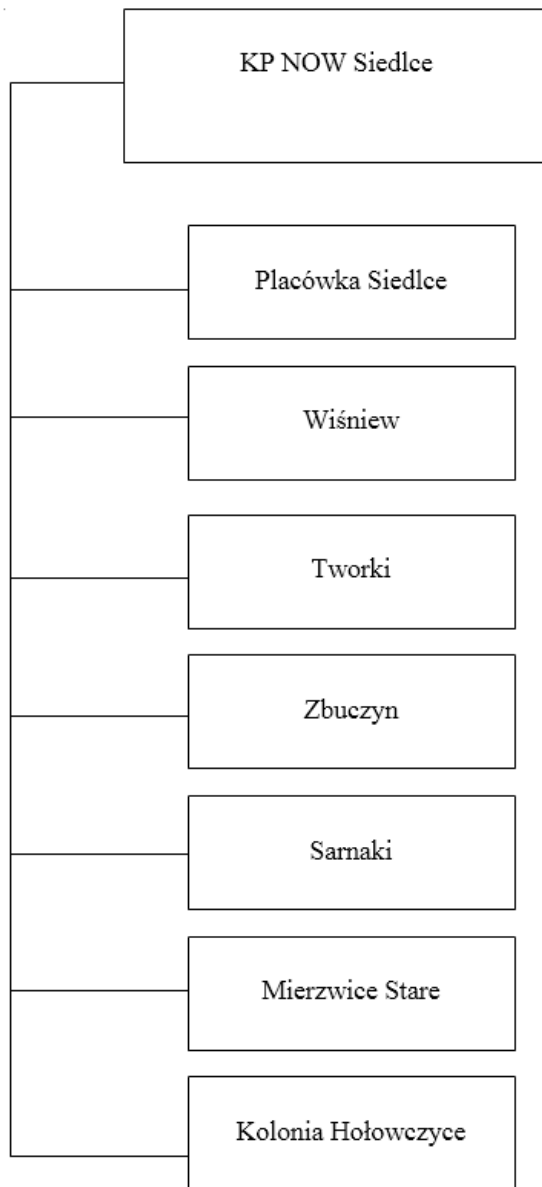 KP NOW Siedlce
Placówka Siedlce
Wiśniew
Tworki
Zbuczyn
Sarnaki
Mierzwice Stare
Kolonia Hołowczyce